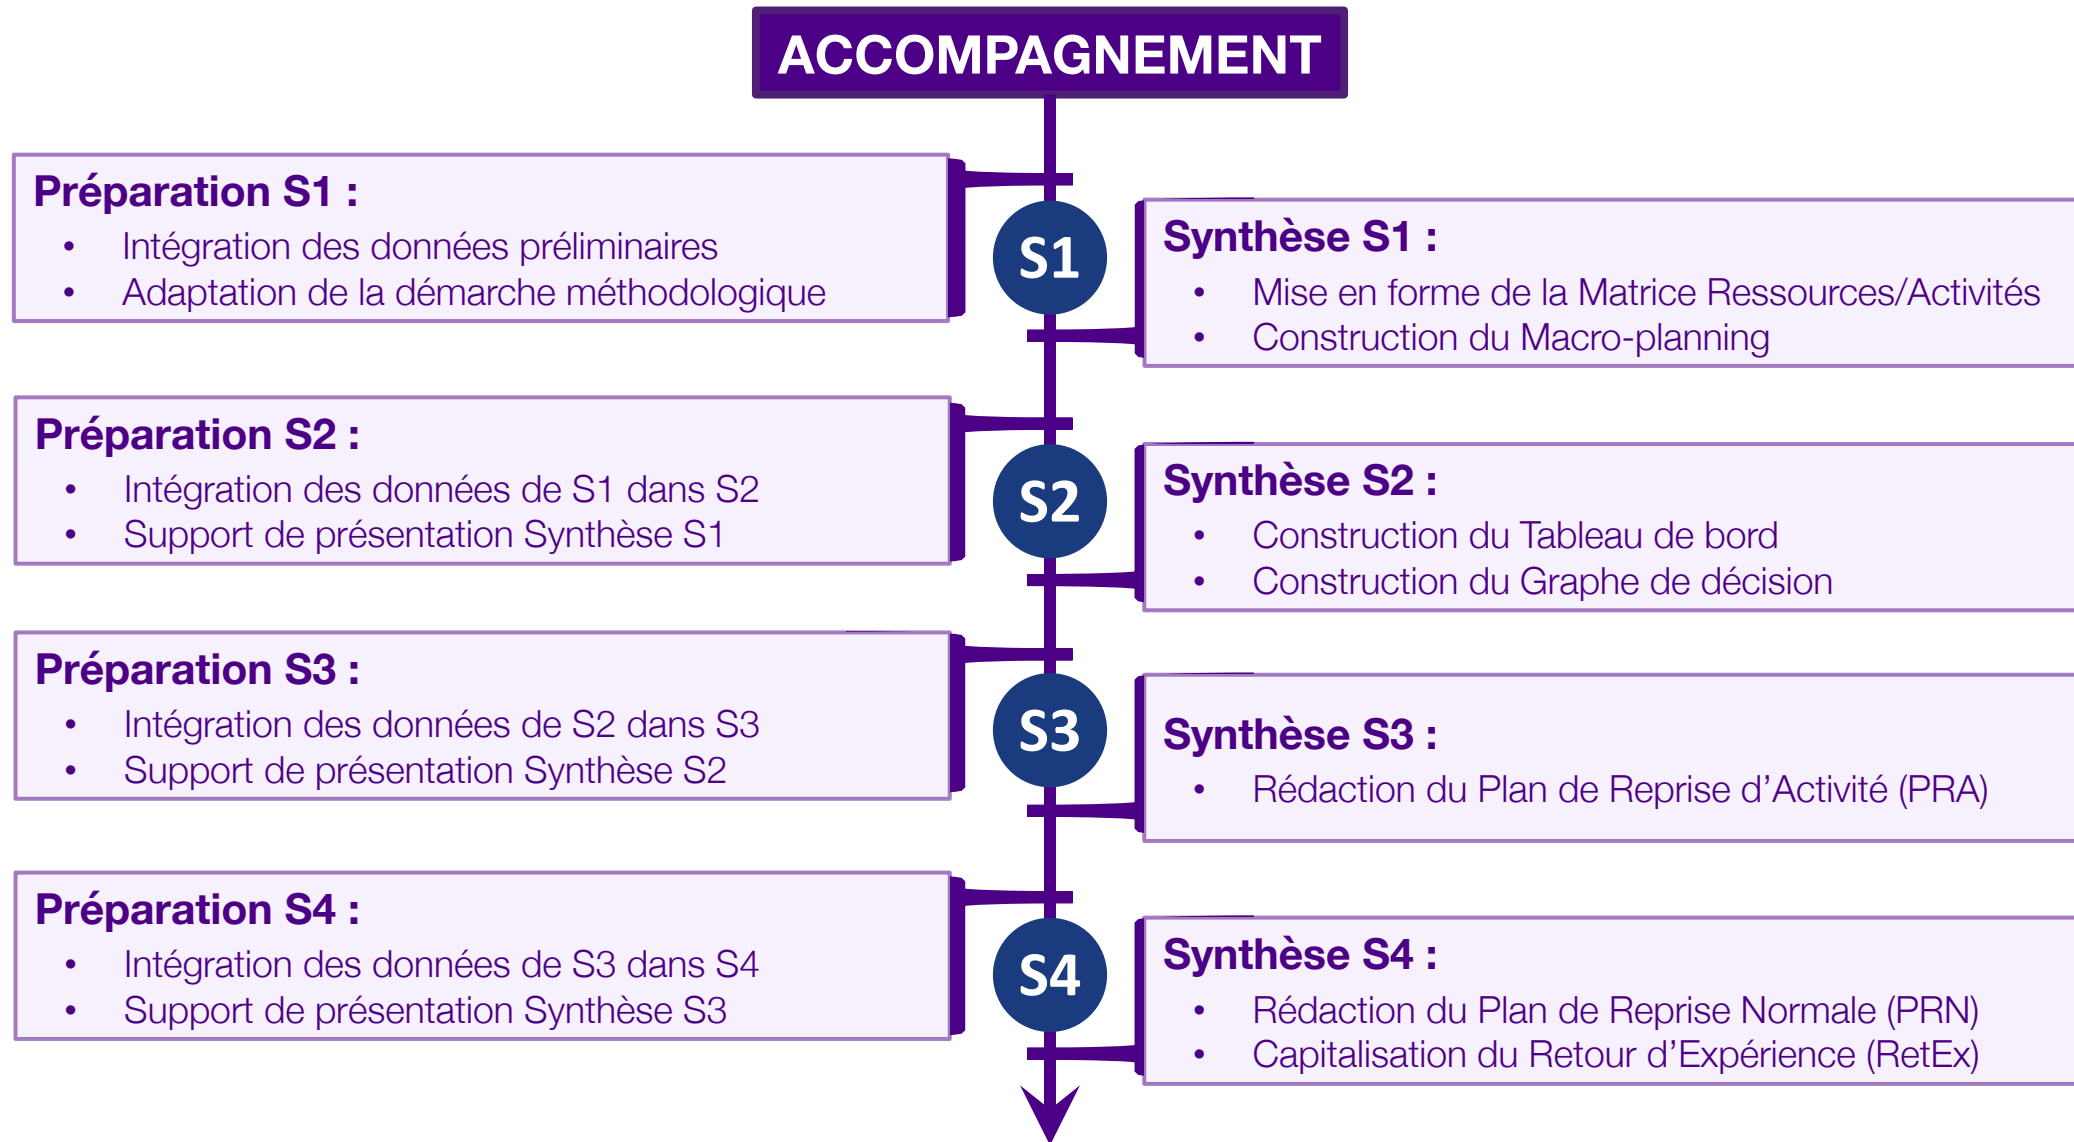 ACCOMPAGNEMENT
Préparation S1 :
• Intégration des données préliminaires
• Adaptation de la démarche méthodologique
S1
Synthèse S1 :
• Mise en forme de la Matrice Ressources/Activités
• Construction du Macro-planning
Préparation S2 :
• Intégration des données de S1 dans S2
• Support de présentation Synthèse S1
S2
Synthèse S2 :
• Construction du Tableau de bord
• Construction du Graphe de décision
Préparation S3 :
• Intégration des données de S2 dans S3
• Support de présentation Synthèse S2
S3
Synthèse S3 :
• Rédaction du Plan de Reprise d’Activité (PRA)
Préparation S4 :
• Intégration des données de S3 dans S4
• Support de présentation Synthèse S3
S4
Synthèse S4 :
• Rédaction du Plan de Reprise Normale (PRN)
• Capitalisation du Retour d’Expérience (RetEx)